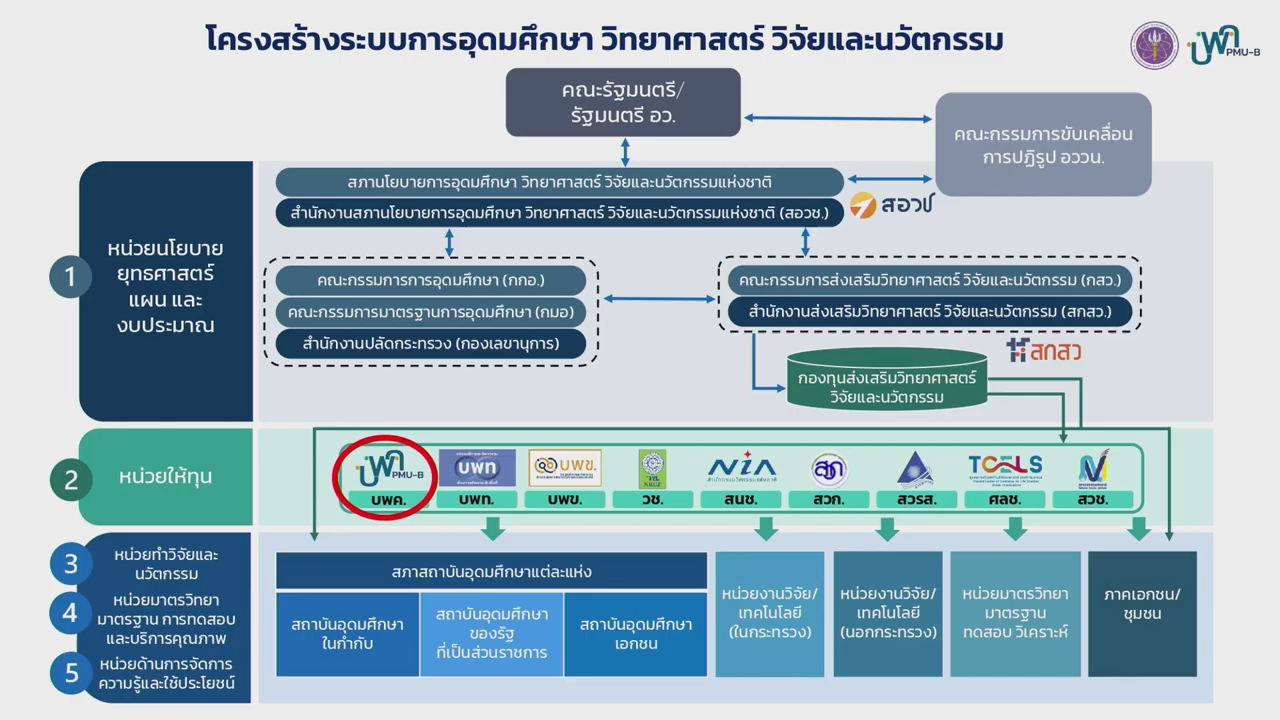 โครงสร้างระบบการอุดมศึกษา วิทยาศาสตร์ วิจัยและนวัตกรรม
บพค
PMU-B
คณะรัฐมนตรี/
รัฐมนตรี อว.
คณะกรรมการขับเคลื่อน
การปฏิรูป อววน.
1
หน่วยนโยบาย
ยุทธศาสตร์
แผน และ
งบประมาณ
สภานโยบายการอุดมศึกษา วิทยาศาสตร์ วิจัยและนวัตกรรมแห่งชาติ
สำนักงานสภานโยบายการอุดมศึกษา วิทยาศาสตร์ วิจัยและนวัตกรรมแห่งชาติ (สอวช.)
สอวช
คณะกรรมการการอุดมศึกษา (กกอ.)
คณะกรรมการมาตรฐานการอุดมศึกษา (กมอ)
สำนักงานปลัดกระทรวง (กองเลขานุการ)
คณะกรรมการส่งเสริมวิทยาศาสตร์ วิจัยและนวัตกรรม (กสว.)
สำนักงานส่งเสริมวิทยาศาสตร์ วิจัยและนวัตกรรม (สกสว.)
สกสว
กองทุนส่งเสริมวิทยาศาสตร์
วิจัยและนวัตกรรม
2
หน่วยให้ทุน
บพค
PMU-B
บพท
บพข.
วช.
NIA
สวก
TCELS
บพค.
บพท.
บพข.
วช.
สนช.
สวก.
สวรส.
ศลช.
สวช.
3
หน่วยทำวิจัยและ
นวัตกรรม
4
หน่วยมาตรวิทยา
มาตรฐาน การทดสอบ
และบริการคุณภาพ
5
หน่วยด้านการจัดการ
ความรู้และใช้ประโยชน์
สภาสถาบันอุดมศึกษาแต่ละแห่ง
สถาบันอุดมศึกษา
ในกำกับ
สถาบันอุดมศึกษา
ของรัฐ
ที่เป็นส่วนราชการ
สถาบันอุดมศึกษา
เอกชน
หน่วยงานวิจัย/
เทคโนโลยี
(ในกระทรวง)
หน่วยงานวิจัย/
เทคโนโลยี
(นอกกระทรวง)
หน่วยมาตรวิทยา
มาตรฐาน
ทดสอบ วิเคราะห์
ภาคเอกชน/
ชุมชน